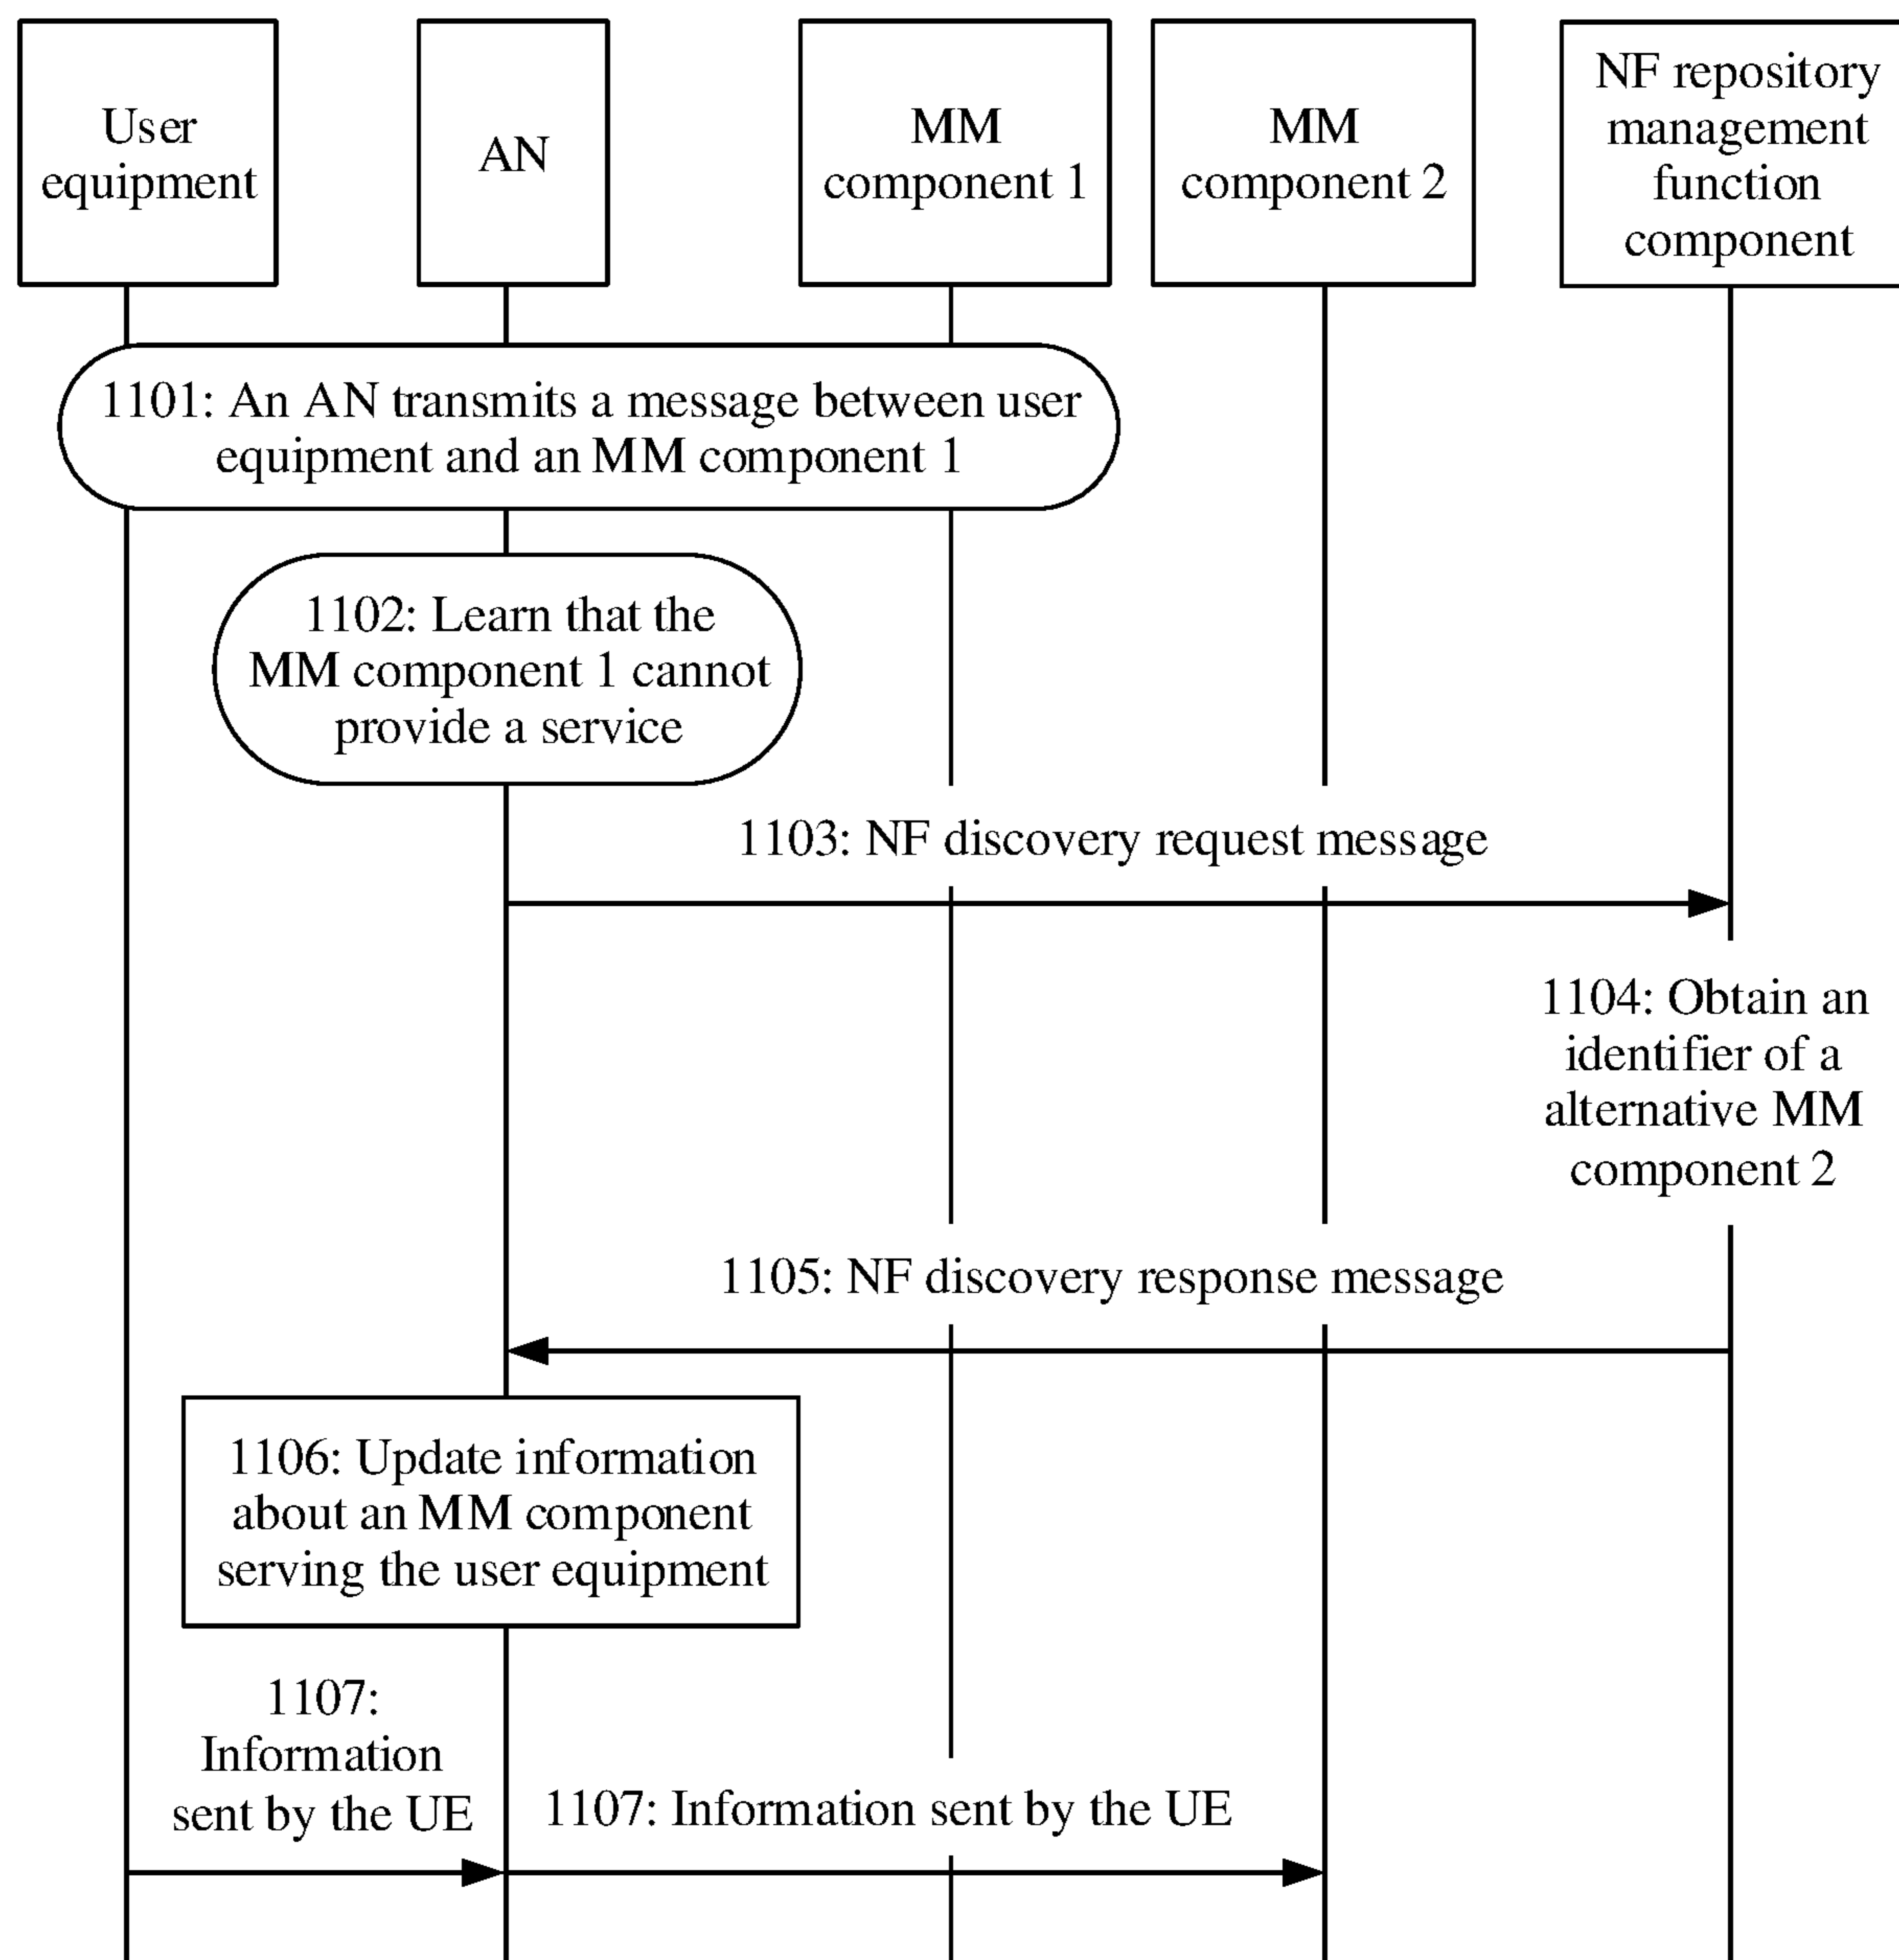 User
equipment
AN
MM
component 1
MM
component 2
NF repository
management
function
component
1101: An AN transmits a message between user
equipment and an MM component 1
1102: Learn that the
MM component 1 cannot
provide a service
1103: NF discovery request message
1104: Obtain an
identifier of a
alternative MM
component 2
1105: NF discovery response message
1106: Update information
about an MM component
serving the user equipment
1107:
Information
sent by the UE
1107: Information sent by the UE